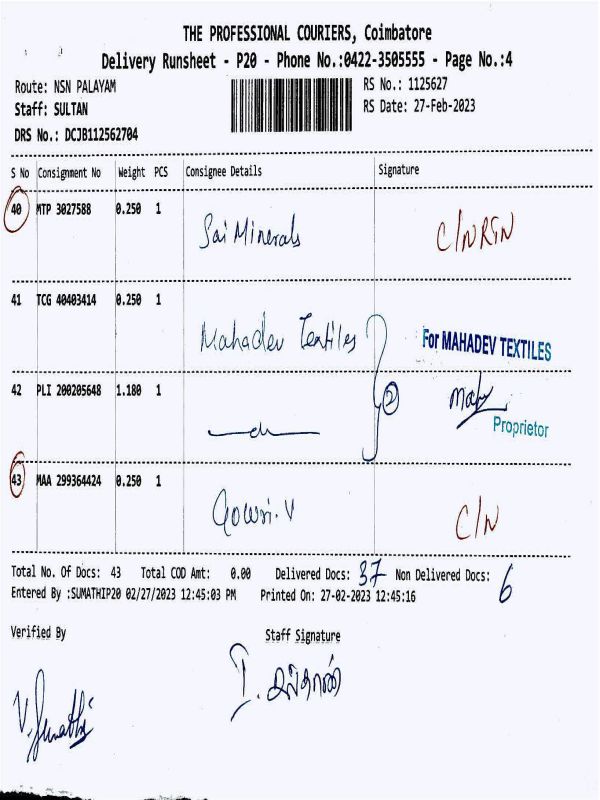 THE PROFESSIONAL COURIERS, Coimbatore
Delivery Runsheet - P20 - Phone No.:0422-3505555 - Page No.:4
Route: NSN PALAYAM RS No.: 1125627
Staff: SULTAN RS Date: 27-Feb-2023
DRS No.: DCJB112562704
S No Consignment No Weight PCS Consignee Details Signature
40 MTP 3027588 0.250 1 Sai Minerals C/N RTN
41 TCG 40403414 0.250 1 Mahadev Textiles For MAHADEV TEXTILES
42 PLI 200205648 1.180 1 2
Proprietor
43 MAA 299364424 0.250 1 Gowri.V C/N
Total No. Of Docs: 43 Total COD Amt: 0.00 Delivered Docs: 37 Non Delivered Docs: 6
Entered By :SUMATHIP20 02/27/2023 12:45:03 PM Printed On: 27-02-2023 12:45:16
Verified By Staff Signature
V. Sumathi